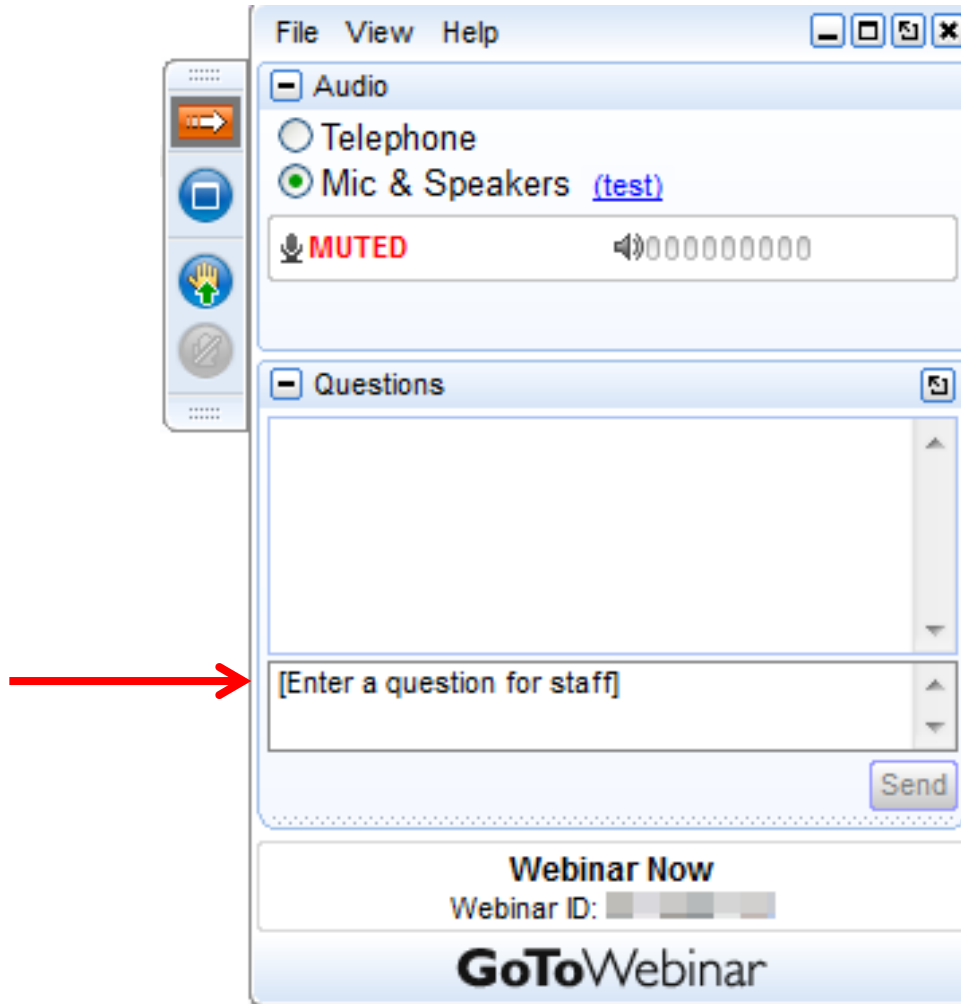 File View Help
Audio
Telephone
Mic & Speakers (test)
MUTED
Questions
[Enter a question for staff]
Send
Webinar Now
Webinar ID:
GoToWebinar